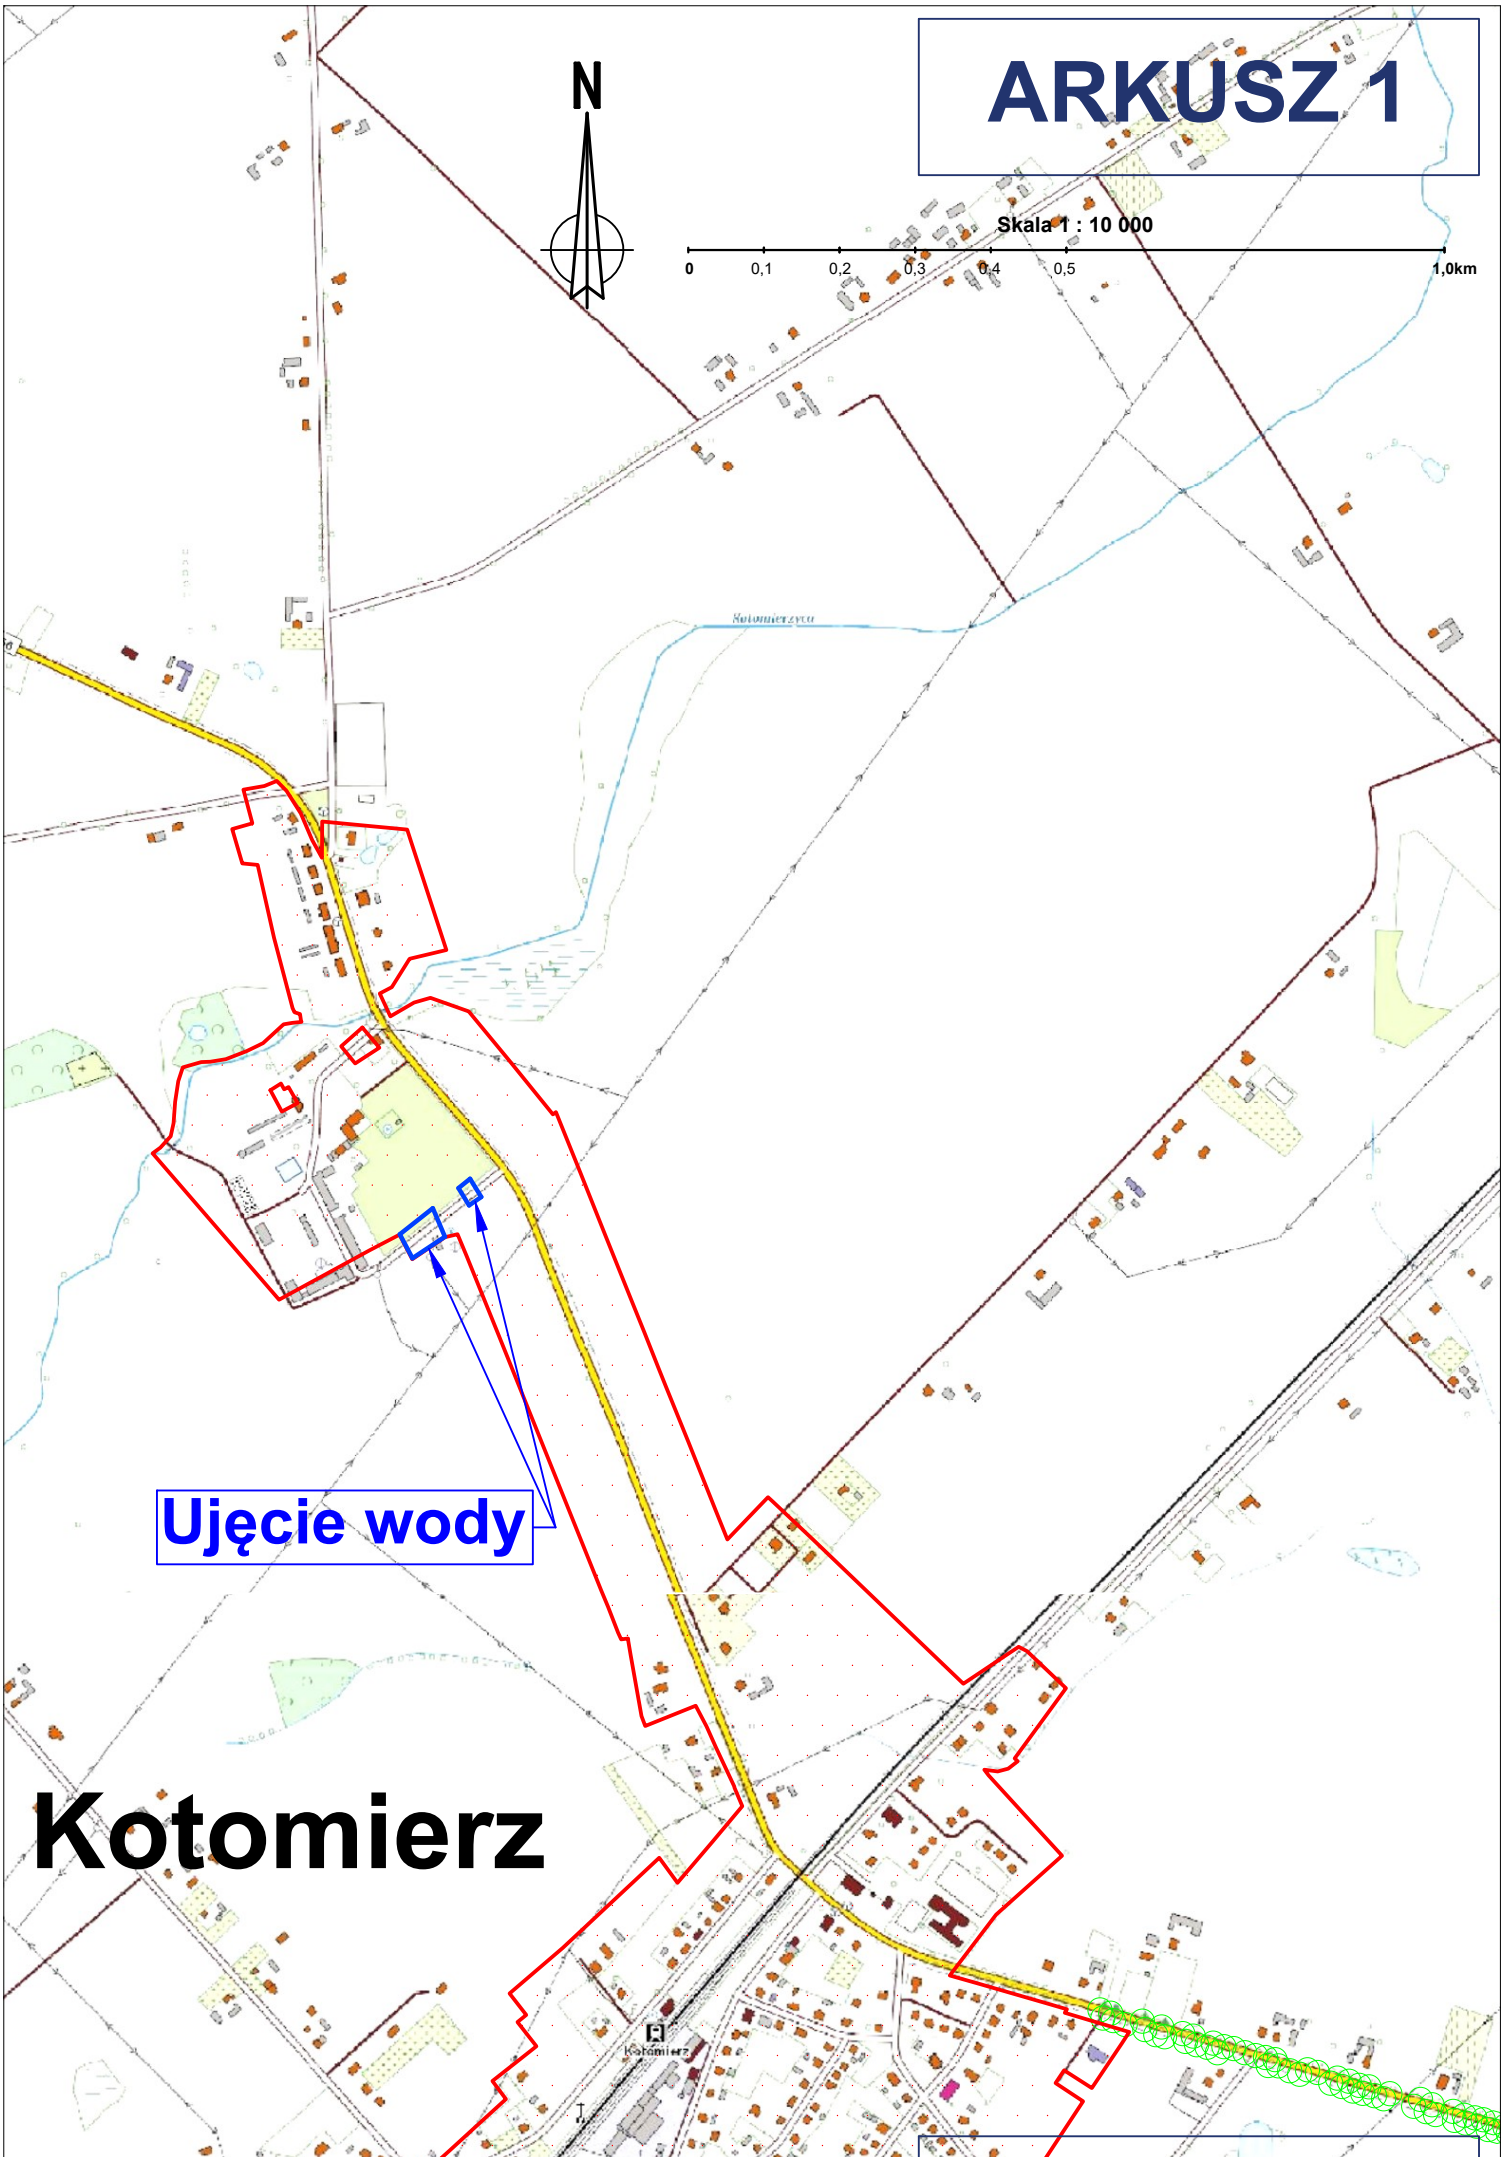 ARKUSZ 1
N
Skala 1 : 10 000
0 0,1 0,2 0,3 0,4 0,5 1,0km
Kotomierzyca
Ujęcie wody
Kotomierz
Kotomierz